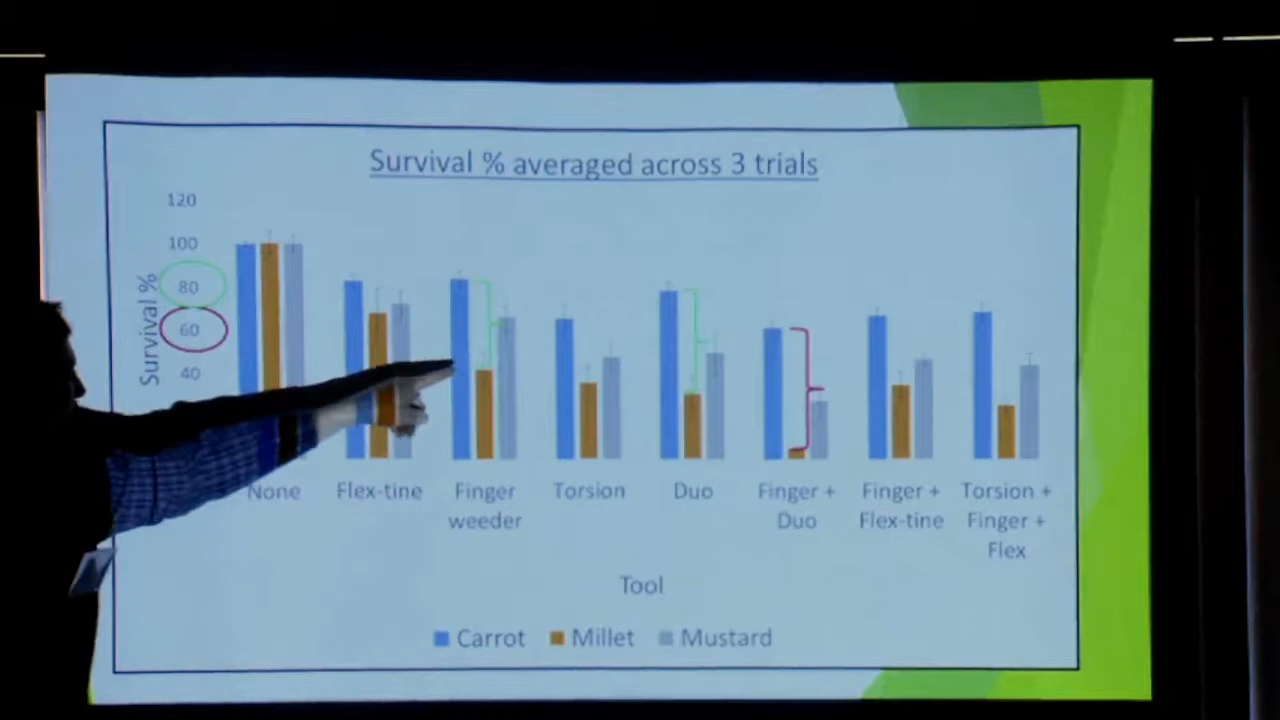 Survival % averaged across 3 trials
120
100
80
60
40
Survival %
None
Flex-tine
Finger
weeder
Torsion
Duo
Finger +
Duo
Finger +
Flex-tine
Torsion +
Finger +
Flex
Tool
Carrot
Millet
Mustard